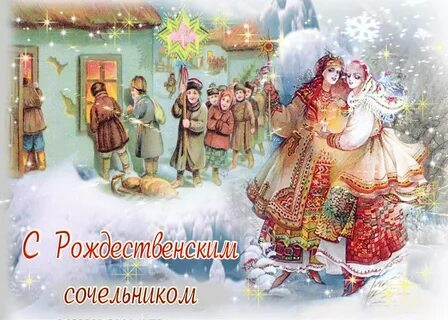 С Рождественским
сочельником